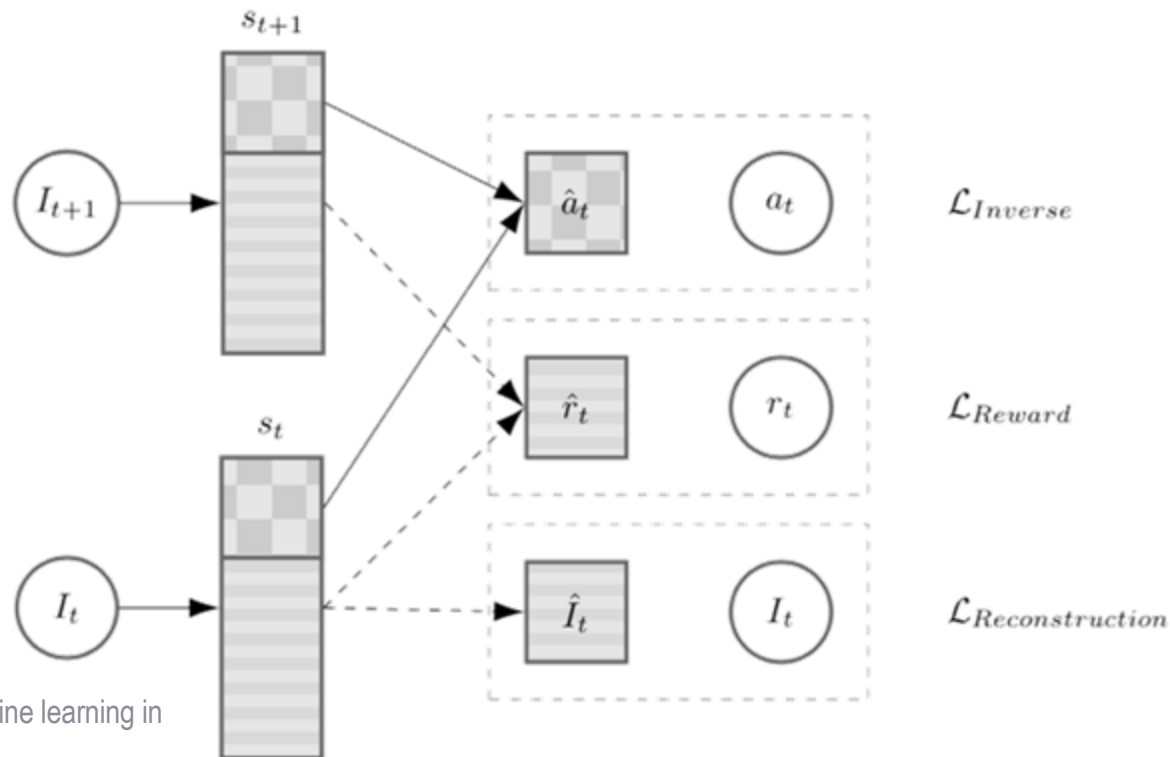 s_{t+1}
I_{t+1}
â_t
a_t
ℒ_{Inverse}
r̂_t
r_t
ℒ_{Reward}
s_t
I_t
Î_t
I_t
ℒ_{Reconstruction}
ine learning in